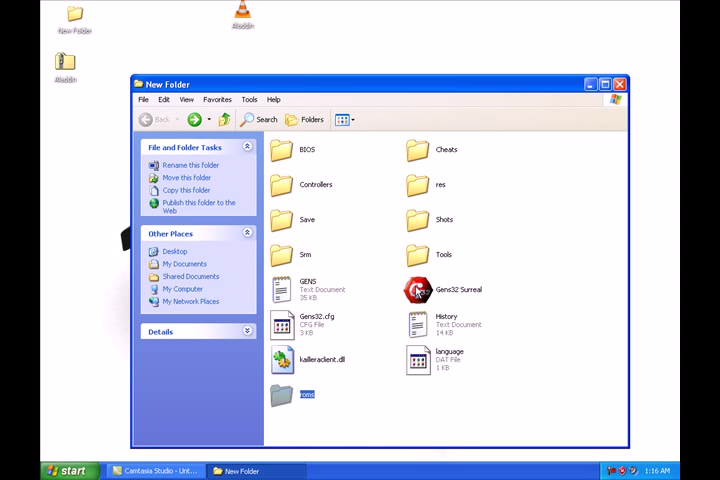 New Folder
Aladdin
Aladdin
New Folder
File Edit View Favorites Tools Help
Back Search Folders
File and Folder Tasks
Rename this folder
Move this folder
Copy this folder
Publish this folder to the
Web
Other Places
Desktop
My Documents
Shared Documents
My Computer
My Network Places
Details
BIOS
Cheats
Controllers
res
Save
Shots
Srm
Tools
GENS
Text Document
35 KB
Gens32 Surreal
Gens32.cfg
CFG File
3 KB
History
Text Document
14 KB
kailleraclient.dll
language
DAT File
1 KB
roms
start
Camtasia Studio - Unt...
New Folder
1:16 AM